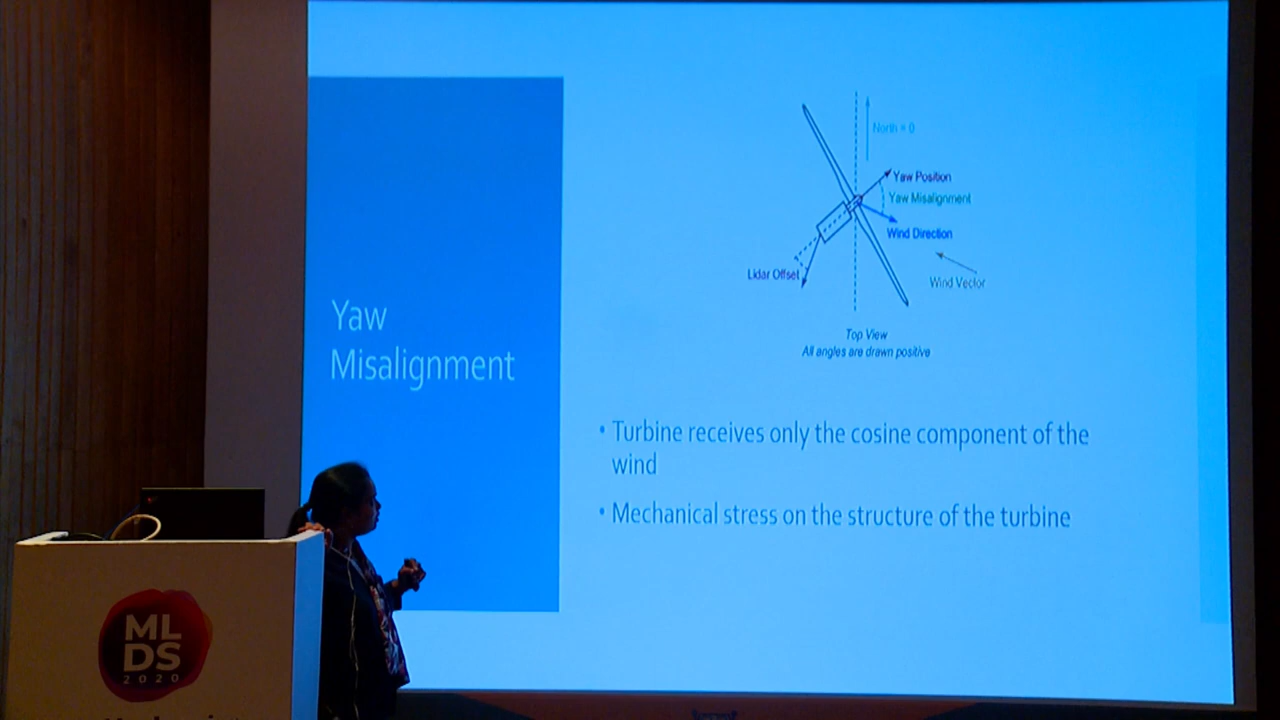 North = 0
Yaw Position
Yaw Misalignment
Wind Direction
Lidar Offset
Wind Vector
Top View
All angles are drawn positive
Yaw
Misalignment
• Turbine receives only the cosine component of the
wind
• Mechanical stress on the structure of the turbine
ML
DS
2020